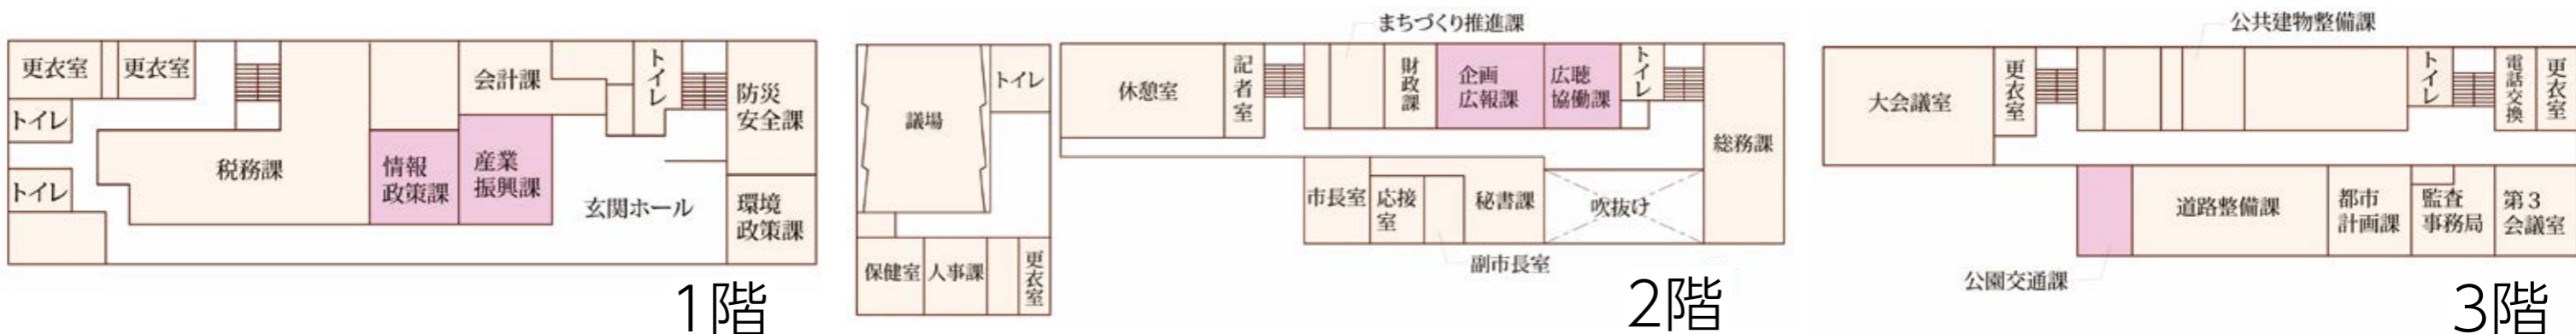 更衣室
更衣室
トイレ
トイレ
税務課
情報
政策課
産業
振興課
会計課
トイレ
防災
安全課
玄関ホール
環境
政策課
1階
まちづくり推進課
議場
トイレ
休憩室
記者室
財政課
企画
広報課
広聴
協働課
トイレ
総務課
市長室
応接
室
秘書課
吹抜け
副市長室
保健室
人事課
更衣室
2階
公共建物整備課
大会議室
更衣室
トイレ
電話交換
更衣室
道路整備課
都市
計画課
監査
事務局
第3
会議室
公園交通課
3階